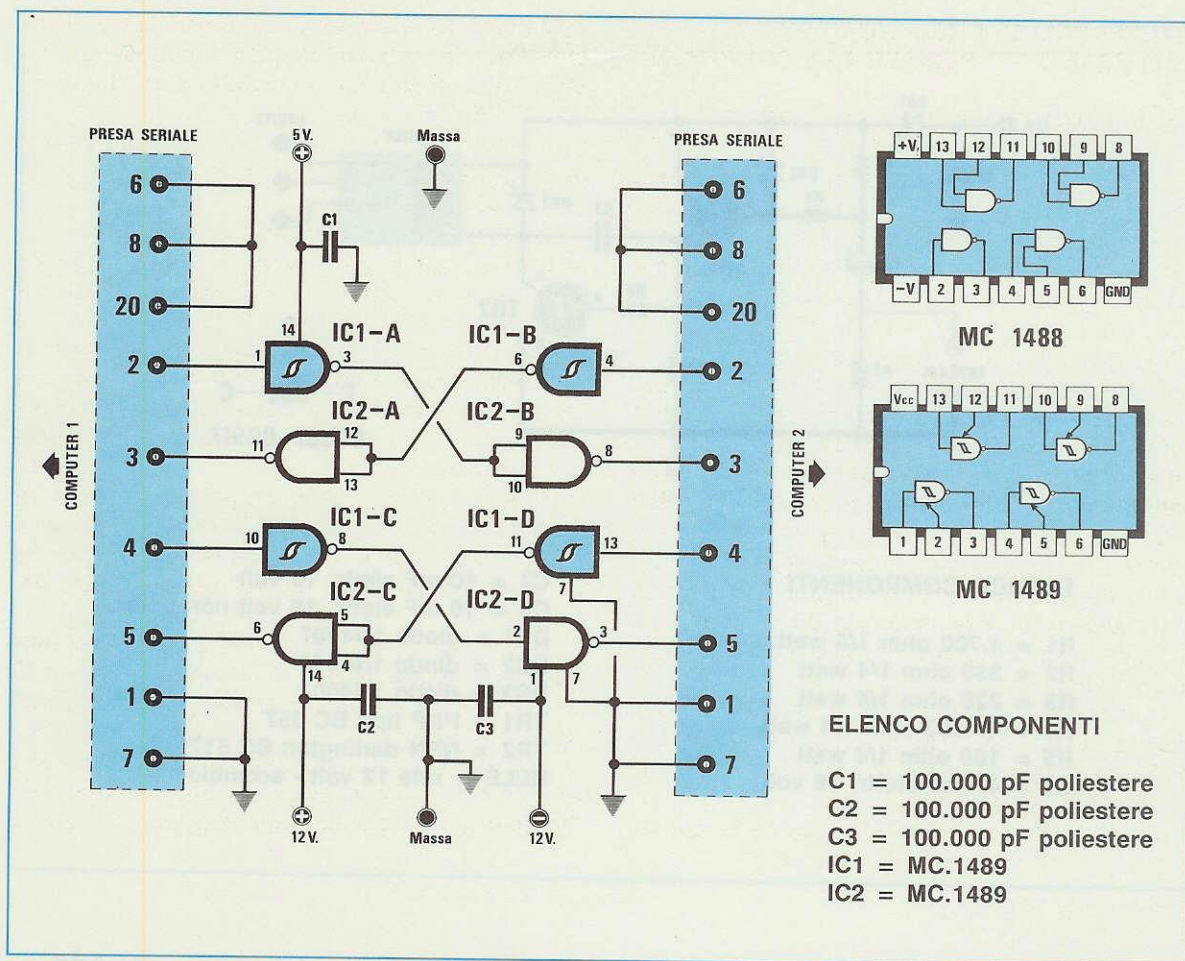 PRESA SERIALE
5 V.
Massa
PRESA SERIALE
6
8
20
2
3
4
5
1
7
COMPUTER 1
C1
14
IC1-A
1
3
IC1-B
6
4
IC2-A
11
12
13
IC2-B
9
10
8
IC1-C
10
8
IC1-D
11
13
7
IC2-C
6
5
4
14
IC2-D
2
3
1
7
C2
C3
12 V.
Massa
12 V.
6
8
20
2
3
4
5
1
7
COMPUTER 2
+V
13
12
11
10
9
8
-V
2
3
4
5
6
GND
MC 1488
Vcc
13
12
11
10
9
8
1
2
3
4
5
6
GND
MC 1489
ELENCO COMPONENTI
C1 = 100.000 pF poliestere
C2 = 100.000 pF poliestere
C3 = 100.000 pF poliestere
IC1 = MC.1489
IC2 = MC.1489